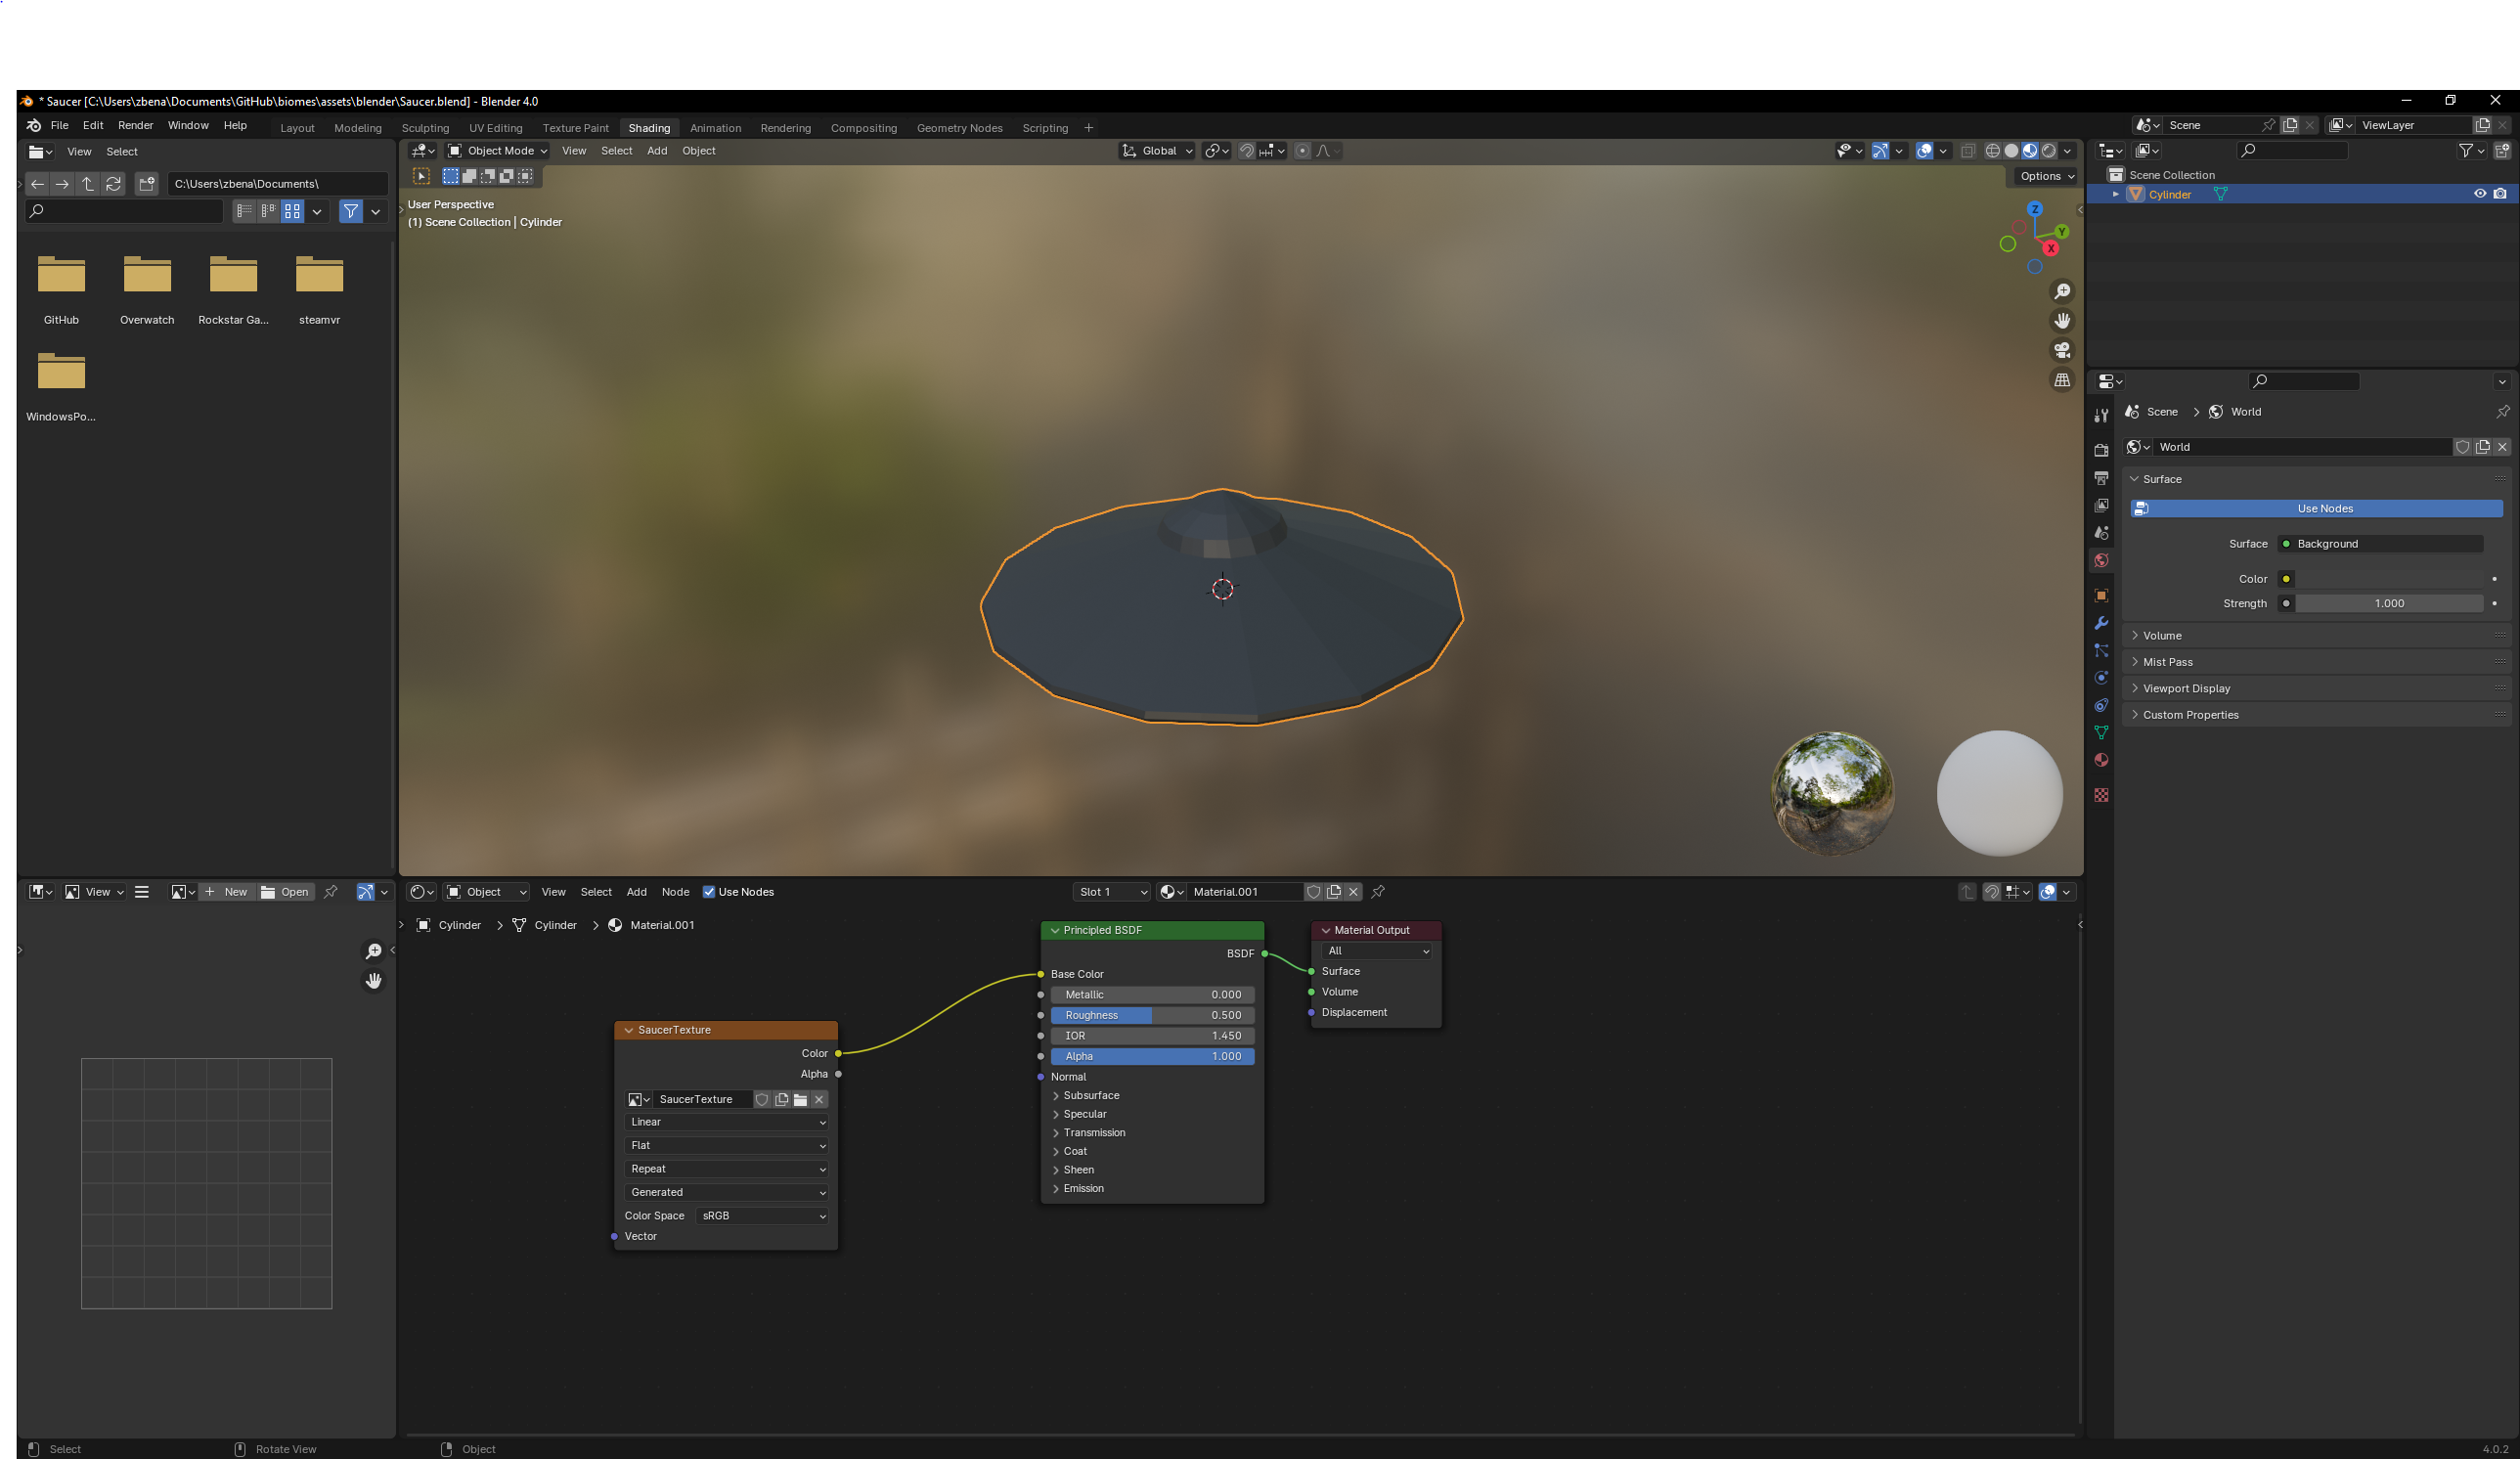 * Saucer [C:\Users\zbena\Documents\GitHub\biomes\assets\blender\Saucer.blend] - Blender 4.0
File Edit Render Window Help Layout Modeling Sculpting UV Editing Texture Paint Shading Animation Rendering Compositing Geometry Nodes Scripting + Scene ViewLayer
View Select
C:\Users\zbena\Documents\
GitHub Overwatch Rockstar Ga... steamvr
WindowsPo...
Object Mode View Select Add Object Global
Options
User Perspective
(1) Scene Collection | Cylinder
Z
Y
X
Scene Collection
Cylinder
Scene > World
World
Surface
Use Nodes
Surface Background
Color
Strength 1.000
Volume
Mist Pass
Viewport Display
Custom Properties
View New Open
Object View Select Add Node Use Nodes Slot 1 Material.001
Cylinder > Cylinder > Material.001
SaucerTexture
Color
Alpha
SaucerTexture
Linear
Flat
Repeat
Generated
Color Space sRGB
Vector
Principled BSDF
BSDF
Base Color
Metallic 0.000
Roughness 0.500
IOR 1.450
Alpha 1.000
Normal
Subsurface
Specular
Transmission
Coat
Sheen
Emission
Material Output
All
Surface
Volume
Displacement
Select Rotate View Object 4.0.2